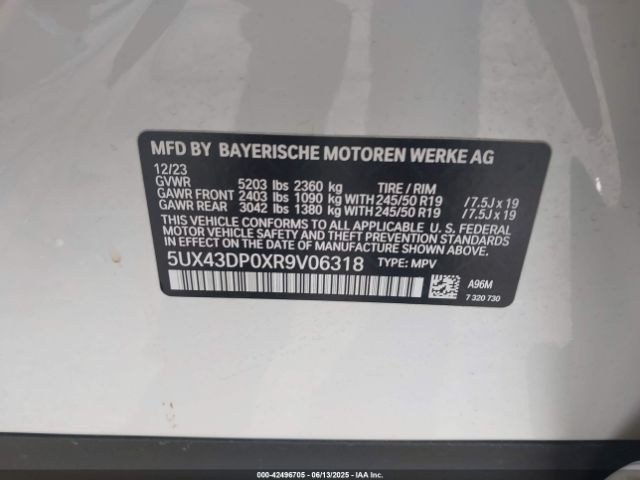 MFD BY BAYERISCHE MOTOREN WERKE AG
12/23
GVWR 5203 lbs 2360 kg TIRE / RIM
GAWR FRONT 2403 lbs 1090 kg WITH 245/50 R19 /7.5J x 19
GAWR REAR 3042 lbs 1380 kg WITH 245/50 R19 /7.5J x 19
THIS VEHICLE CONFORMS TO ALL APPLICABLE U.S. FEDERAL
MOTOR VEHICLE SAFETY AND THEFT PREVENTION STANDARDS
IN EFFECT ON THE DATE OF MANUFACTURE SHOWN ABOVE.
5UX43DP0XR9V06318 TYPE: MPV
A96M
7 320 730
000-42496705 - 06/13/2025 - IAAI.COM